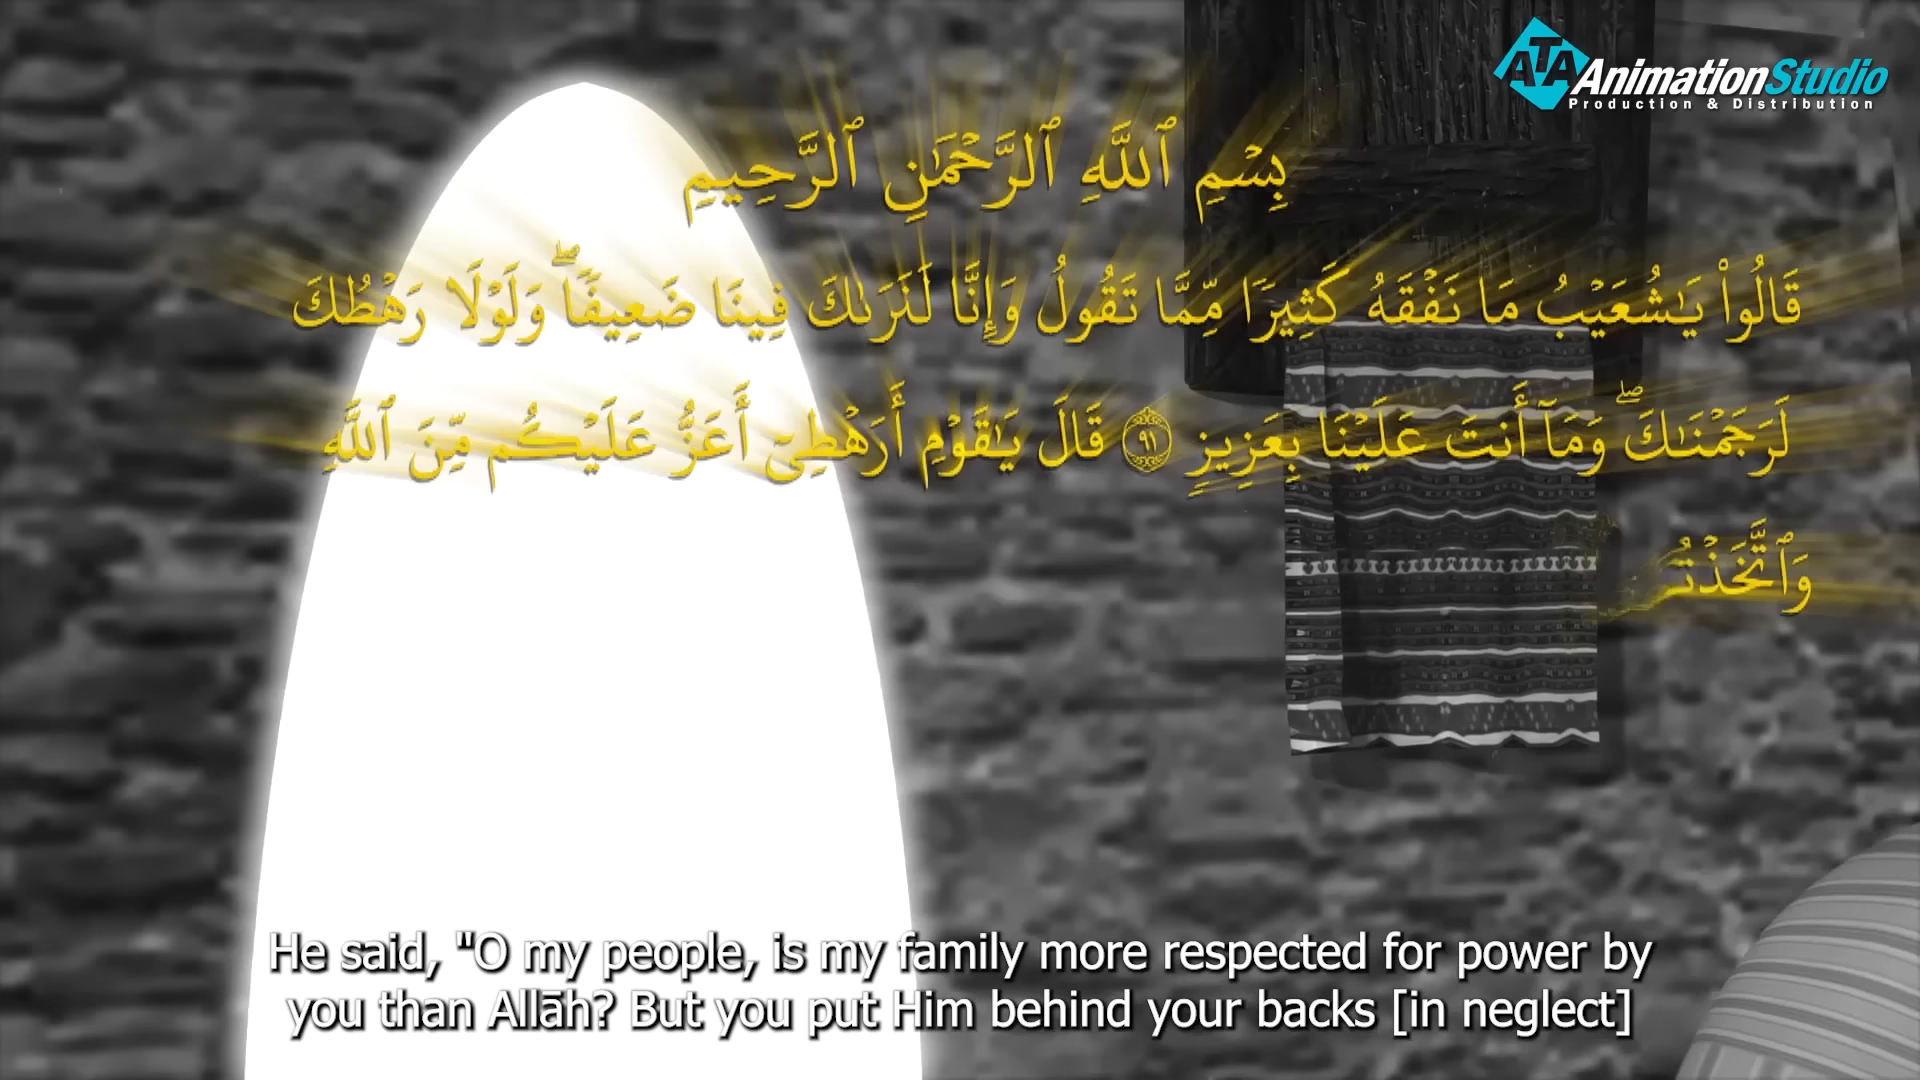 ATA AnimationStudio
Production & Distribution
بِسْمِ ٱللَّهِ ٱلرَّحْمَٰنِ ٱلرَّحِيمِ
قَالُوا۟ يَـٰشُعَيْبُ مَا نَفْقَهُ كَثِيرًا مِّمَّا تَقُولُ وَإِنَّا لَنَرَىٰكَ فِينَا ضَعِيفًا ۖ وَلَوْلَا رَهْطُكَ
لَرَجَمْنَـٰكَ ۖ وَمَآ أَنتَ عَلَيْنَا بِعَزِيزٍ ٩١ قَالَ يَـٰقَوْمِ أَرَهْطِىٓ أَعَزُّ عَلَيْكُم مِّنَ ٱللَّهِ
He said, "O my people, is my family more respected for power by
you than Allāh? But you put Him behind your backs [in neglect]